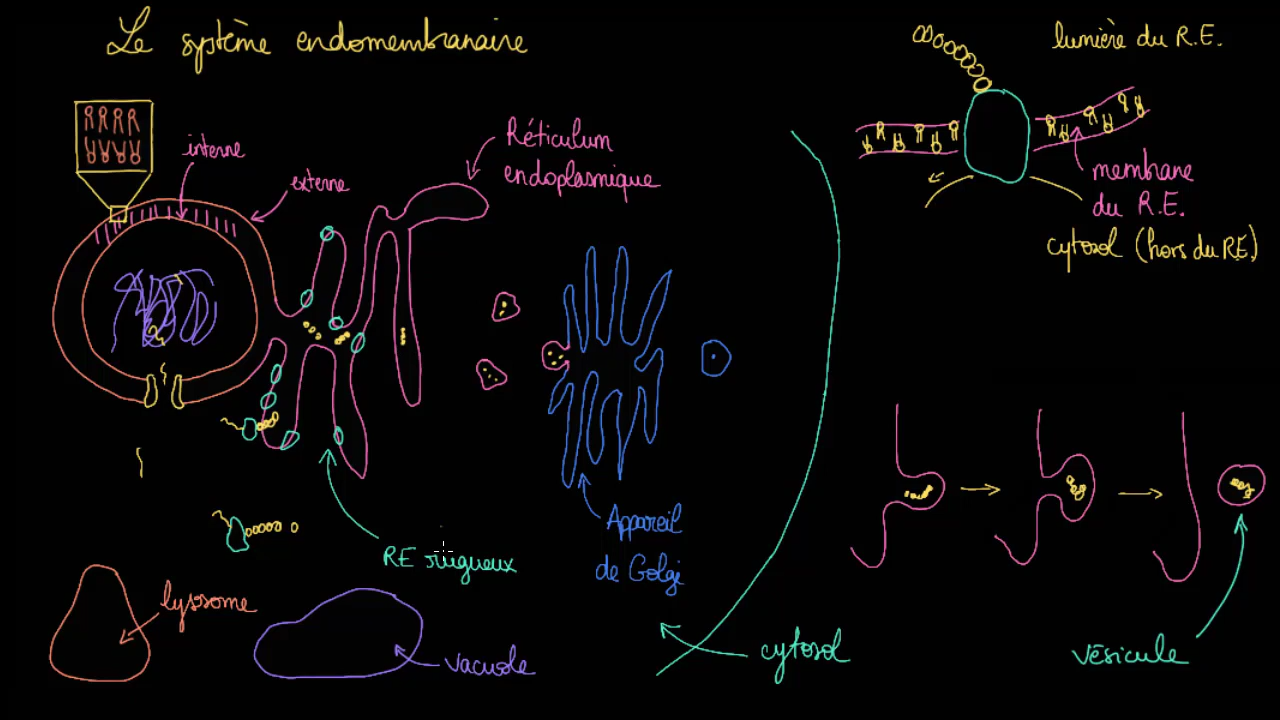 Le système endomembranaire
lumière du R.E.
interne
externe
Réticulum
endoplasmique
membrane
du R.E.
cytosol (hors du R.E.)
Appareil
de Golgi
RE rugueux
lysosome
vacuole
cytosol
vésicule